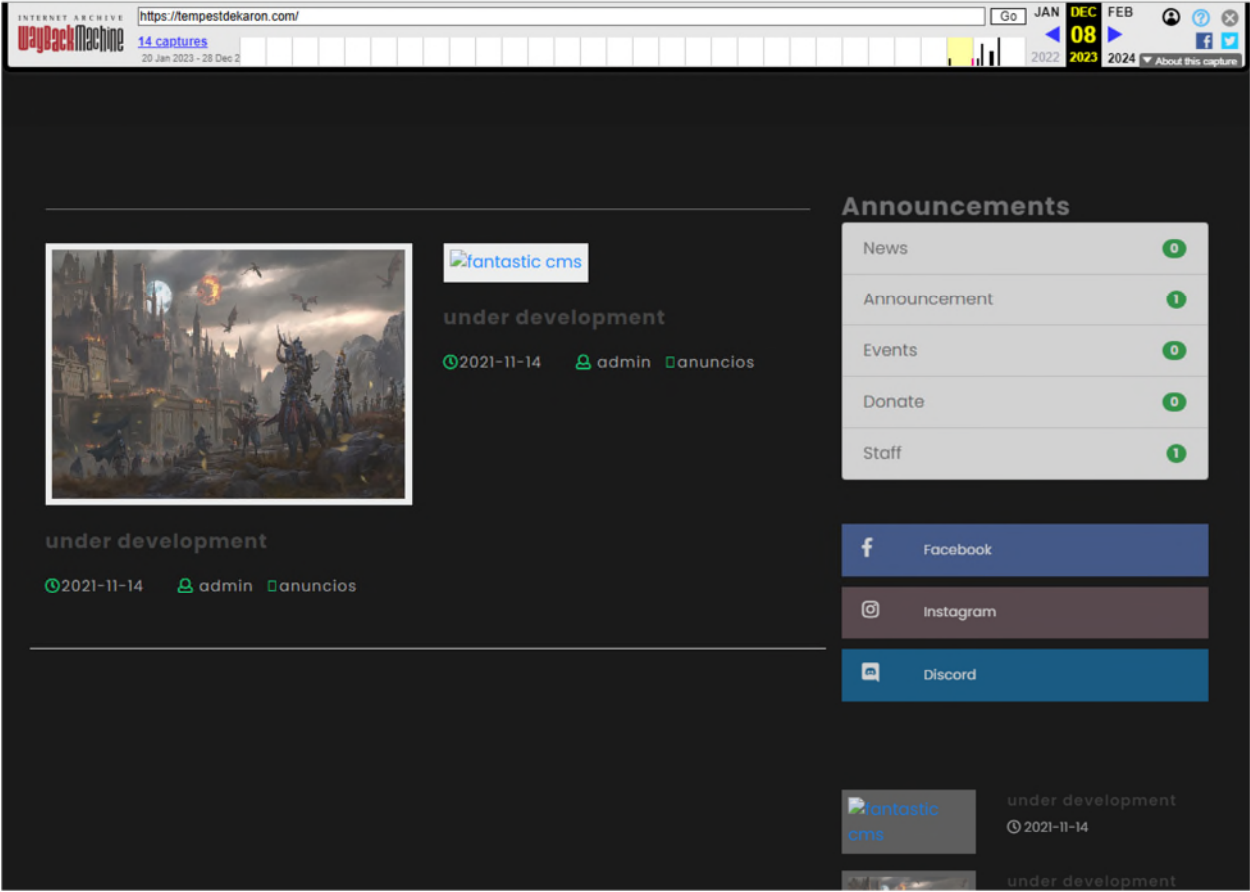 INTERNET ARCHIVE
WayBackMachine
https://tempestdekaron.com/
Go
JAN DEC FEB
14 captures
08
20 Jan 2023 - 28 Dec 2
2022 2023 2024
About this capture
Announcements
News 0
Announcement 1
Events 0
Donate 0
Staff 1
fantastic cms
under development
2021-11-14 admin anuncios
under development
2021-11-14 admin anuncios
Facebook
Instagram
Discord
fantastic
cms
under development
2021-11-14
under development